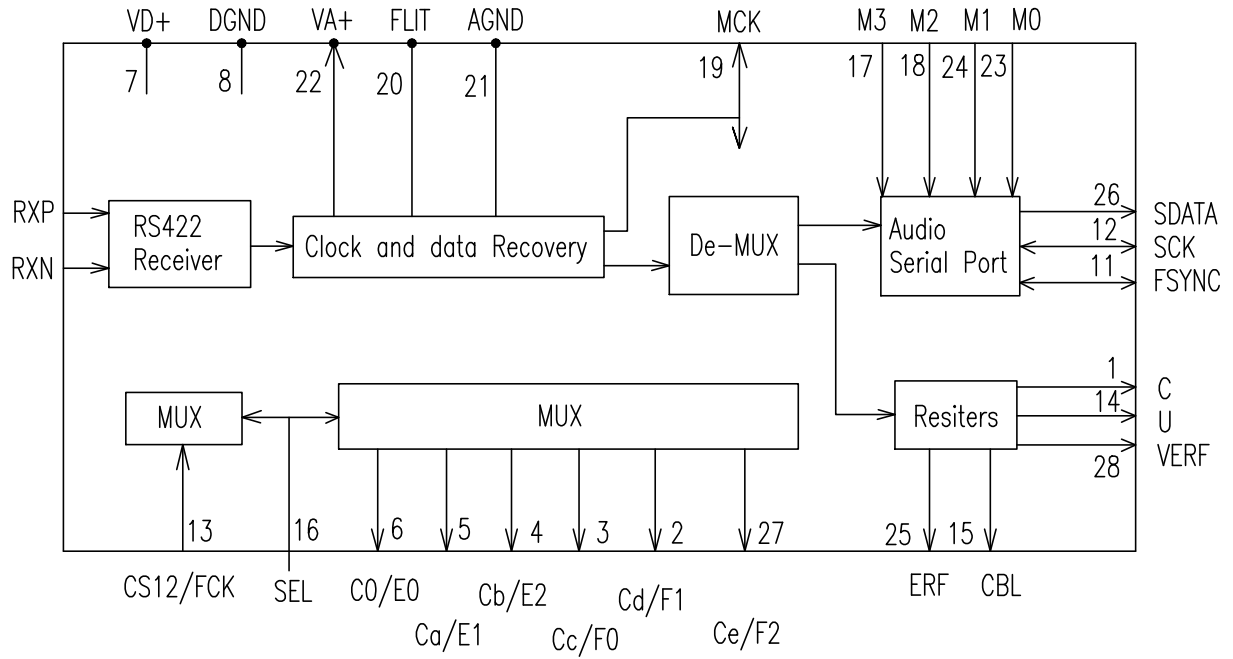 VD+ DGND VA+ FLIT AGND MCK M3 M2 M1 M0
7 8 22 20 21 19 17 18 24 23
RXP
RXN
RS422
Receiver
Clock and data Recovery
De-MUX
Audio
Serial Port
26
SDATA
12
SCK
11
FSYNC
MUX
MUX
Resiters
1
C
14
U
28
VERF
13 16 6 5 4 3 2 27 25 15
CS12/FCK SEL C0/E0 Ca/E1 Cb/E2 Cc/F0 Cd/F1 Ce/F2 ERF CBL